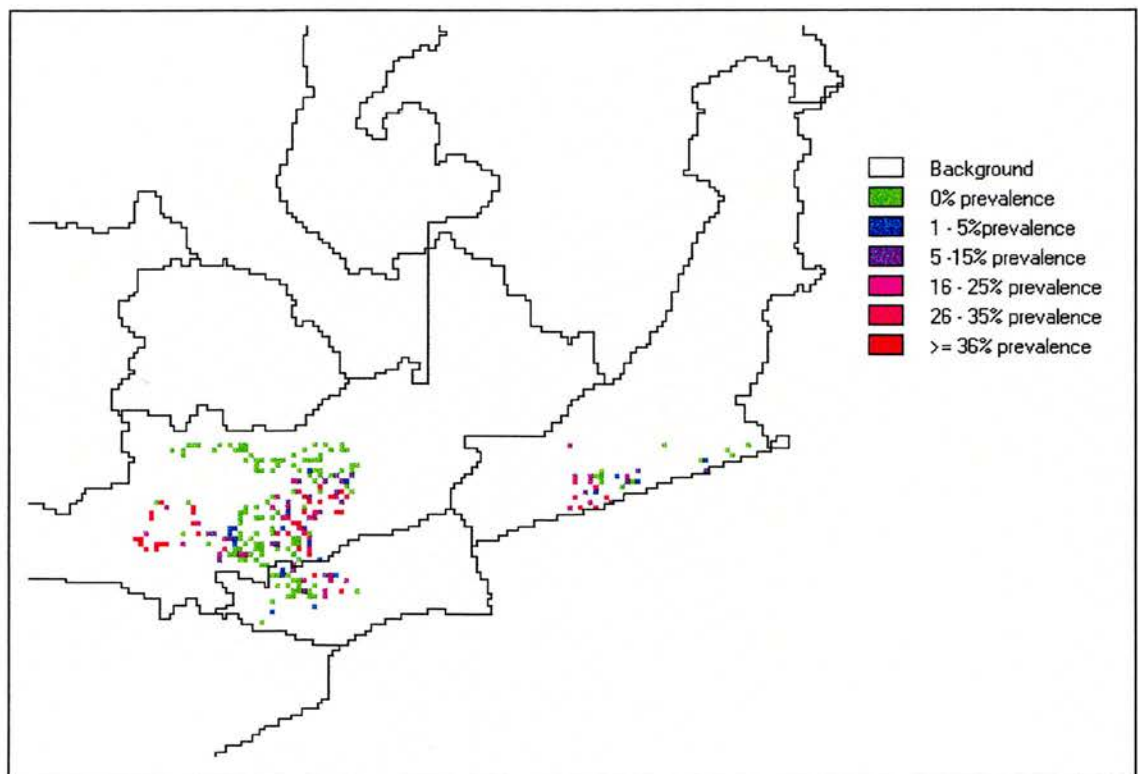 Background
0% prevalence
1 - 5%prevalence
5 -15% prevalence
16 - 25% prevalence
26 - 35% prevalence
>= 36% prevalence